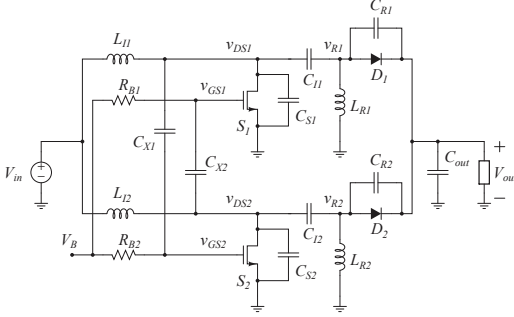 C_R1
L_I1 v_DS1 v_R1
R_B1 v_GS1 C_I1 D_1
S_1 C_S1 L_R1
C_X1
C_X2 C_R2 C_out
V_in + − + V_ou −
L_I2 v_DS2 v_R2
V_B R_B2 v_GS2 C_I2 D_2
S_2 C_S2 L_R2